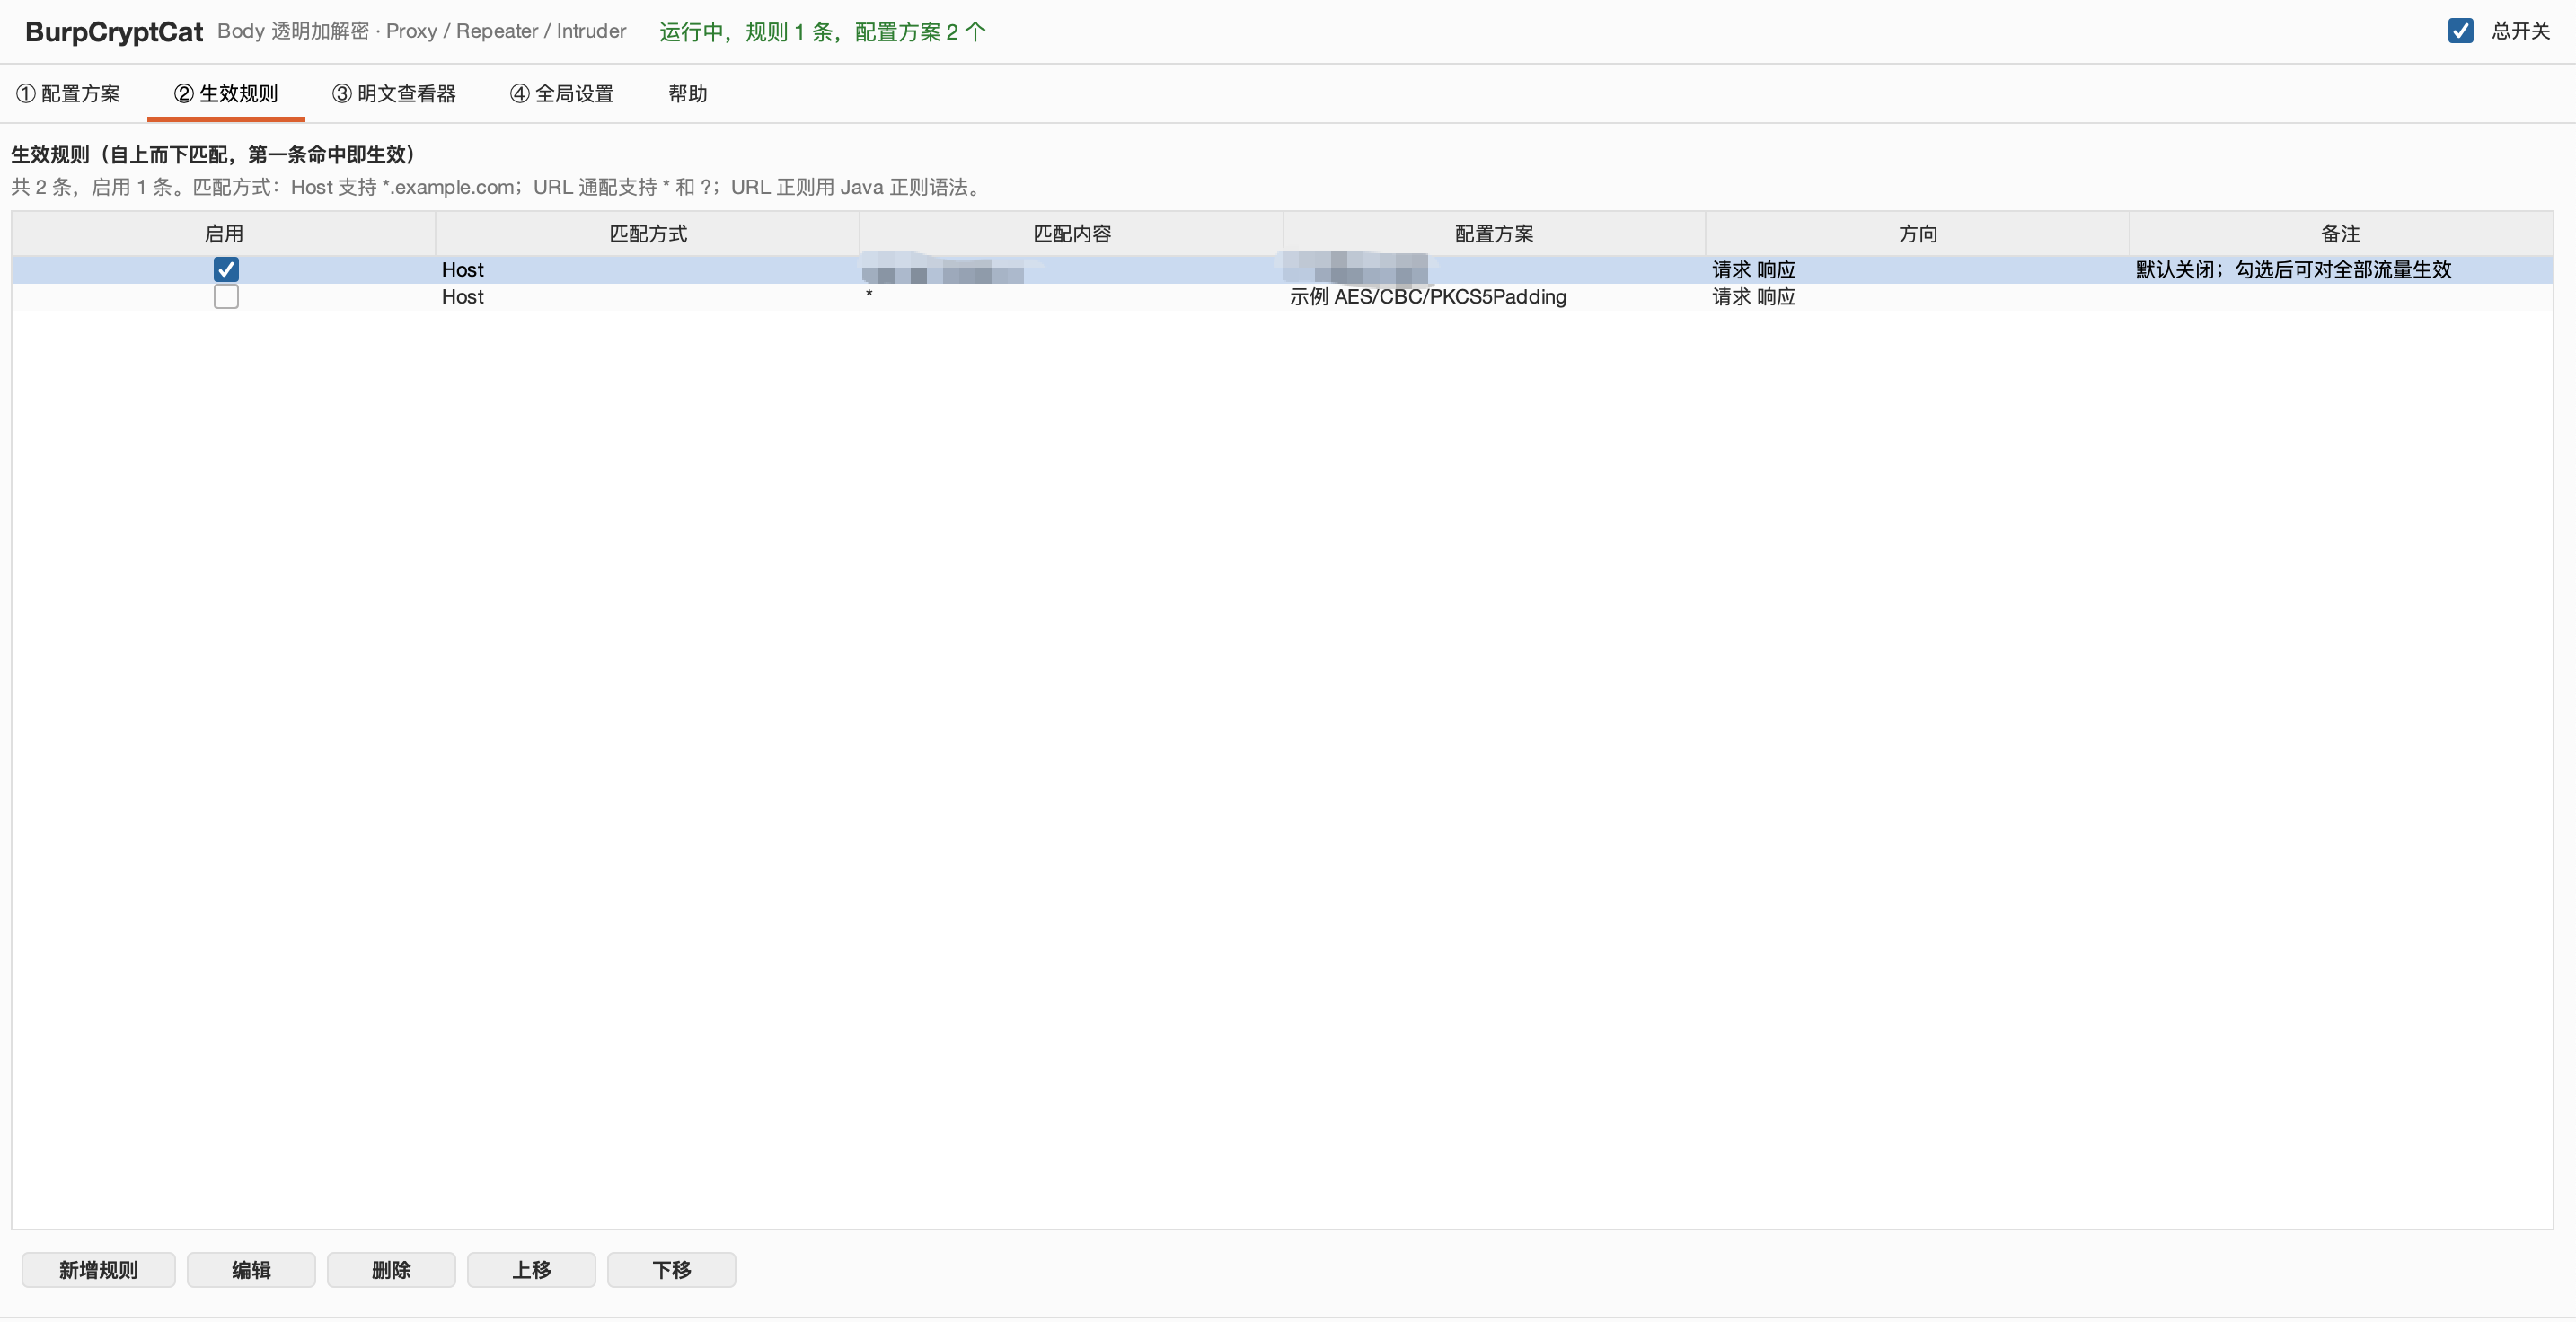 BurpCryptCat Body 透明加解密 · Proxy / Repeater / Intruder 运行中，规则 1 条，配置方案 2 个 总开关
① 配置方案 ② 生效规则 ③ 明文查看器 ④ 全局设置 帮助
生效规则（自上而下匹配，第一条命中即生效）
共 2 条，启用 1 条。匹配方式：Host 支持 *.example.com；URL 通配支持 * 和 ?；URL 正则用 Java 正则语法。
启用 匹配方式 匹配内容 配置方案 方向 备注
Host 请求 响应 默认关闭；勾选后可对全部流量生效
Host * 示例 AES/CBC/PKCS5Padding 请求 响应
新增规则 编辑 删除 上移 下移